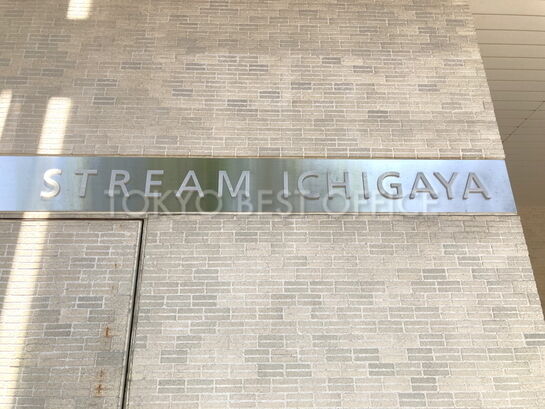 STREAM ICHIGAYA
TOKYO BEST OFFICE